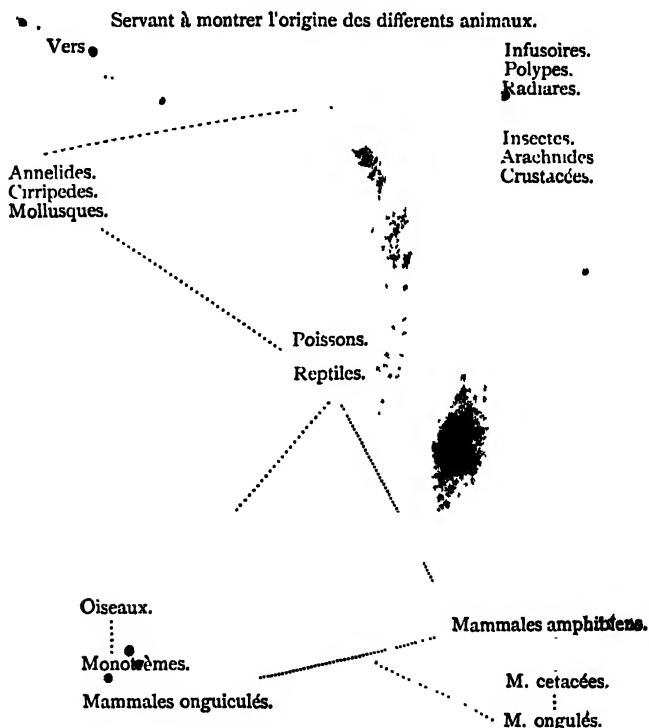 Servant à montrer l'origine des differents animaux.
Vers
Infusoires.
Polypes.
Radiares.
Insectes.
Arachnides
Crustacées.
Annelides.
Cirripedes.
Mollusques.
Poissons.
Reptiles.
Oiseaux.
Monotrèmes.
Mammales onguiculés.
Mammales amphibiens.
M. cetacées.
M. ongulés.